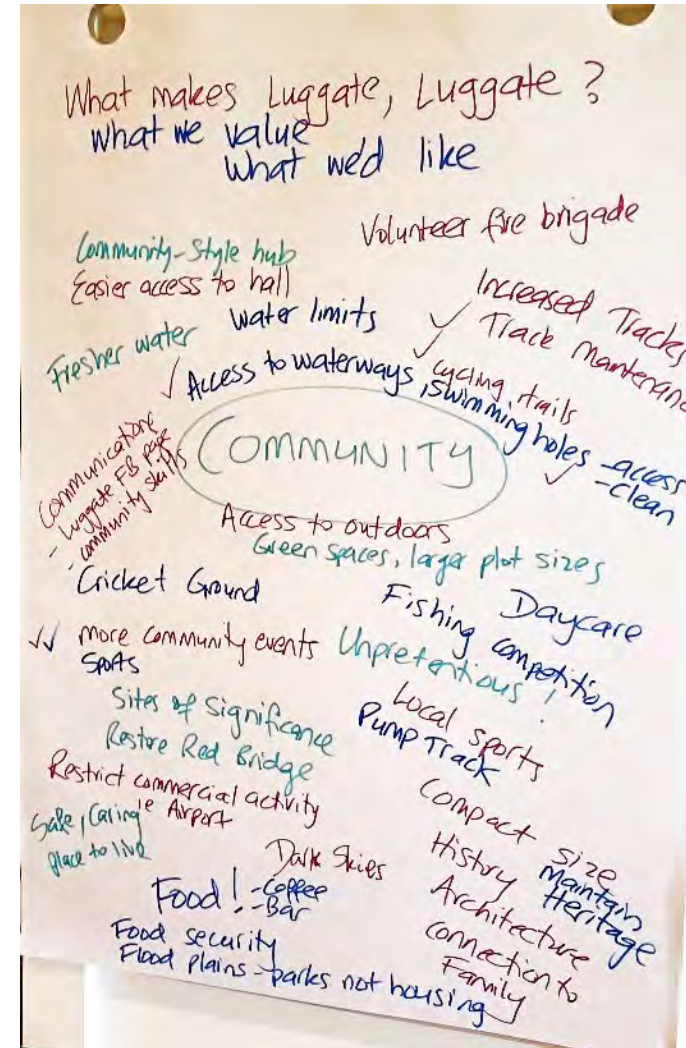 What makes Luggate, Luggate ?
What we value
What we'd like
Volunteer fire brigade
Community-Style hub
Easier access to hall
Increased Tracks
Track Maintenanc
Water limits
Fresher water
Access to waterways, Swimming holes - access
- clean
Cycling, trails
COMMUNITY
Communications
- Luggate FB page
- community skills
Access to outdoors
Green spaces, larger plot sizes
Cricket Ground
Daycare
Fishing competition
more community events
Sports
Unpretentious !
Sites of Significance
Restore Red Bridge
Local sports
Pump Track
Restrict commercial activity
ie Airport
Safe, Caring
place to live
Compact size
History Maintain
Heritage
Architecture
Connection to
Family
Dark Skies
Food ! - Coffee
- Bar
Food security
Flood plains - parks not housing